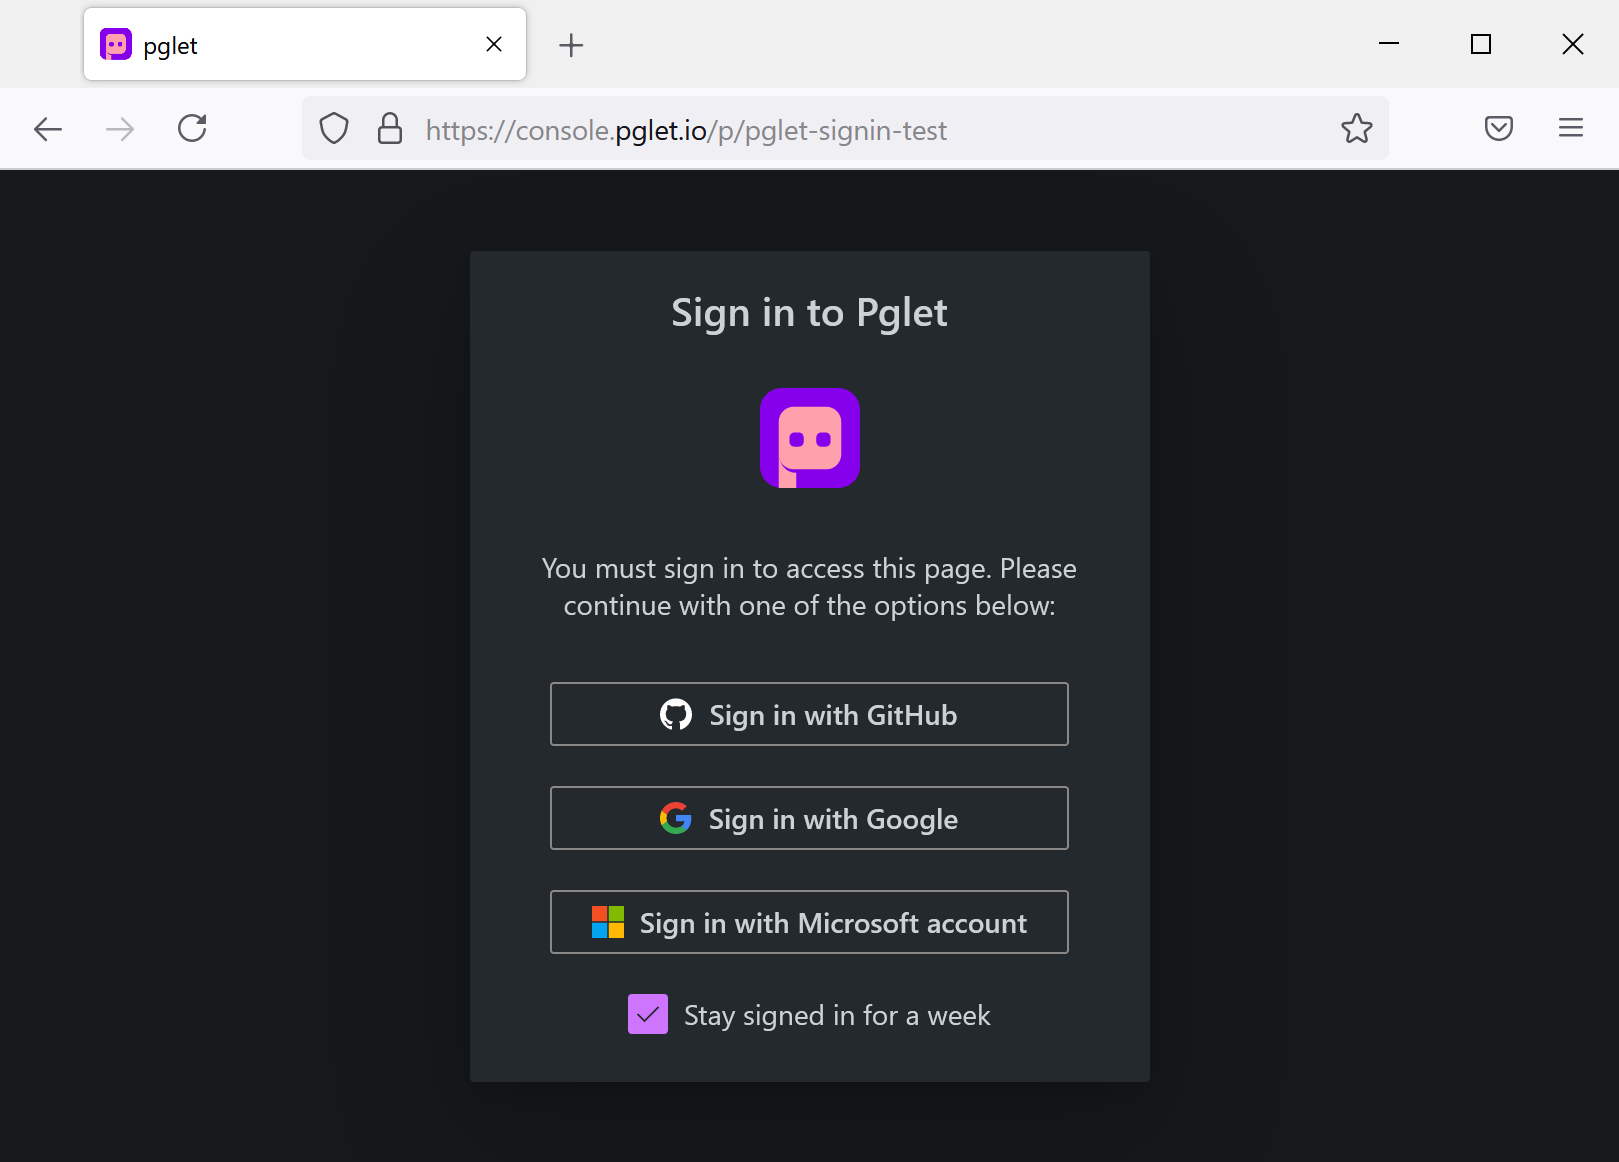 pglet
https://console.pglet.io/p/pglet-signin-test
Sign in to Pglet
You must sign in to access this page. Please
continue with one of the options below:
Sign in with GitHub
Sign in with Google
Sign in with Microsoft account
Stay signed in for a week